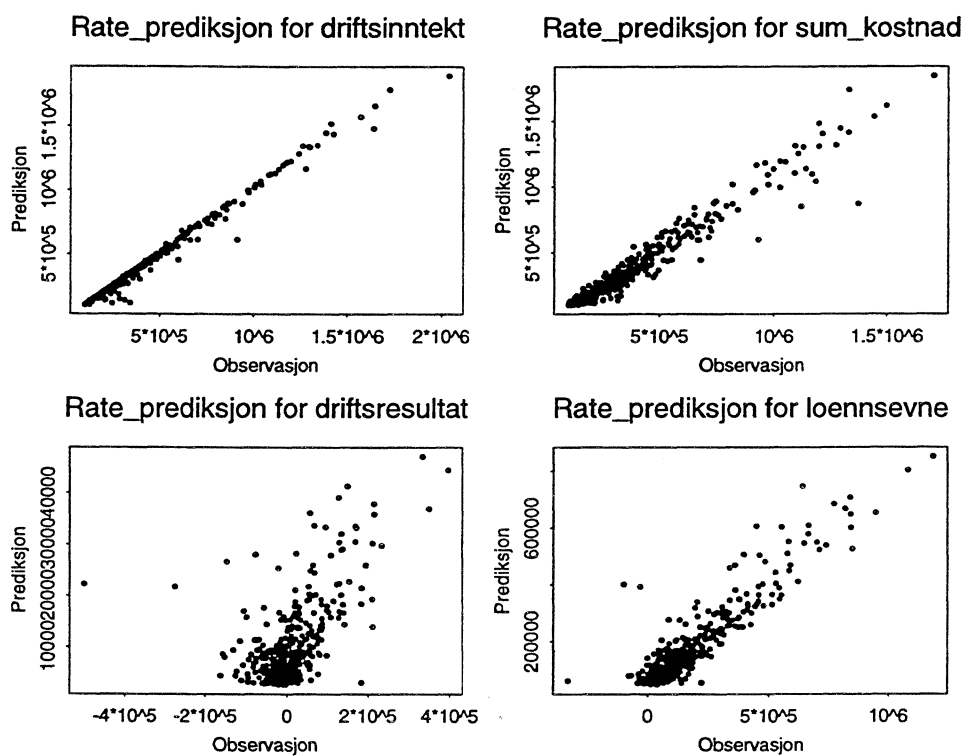 Rate_prediksjon for driftsinntekt
Rate_prediksjon for sum_kostnad
Prediksjon
5*10^5 10^6 1.5*10^6
5*10^5 10^6 1.5*10^6 2*10^6
Observasjon
Prediksjon
5*10^5 10^6 1.5*10^6
5*10^5 10^6 1.5*10^6
Observasjon
Rate_prediksjon for driftsresultat
Rate_prediksjon for loennsevne
Prediksjon
10000200003000040000
-4*10^5 -2*10^5 0 2*10^5 4*10^5
Observasjon
Prediksjon
200000 600000
0 5*10^5 10^6
Observasjon